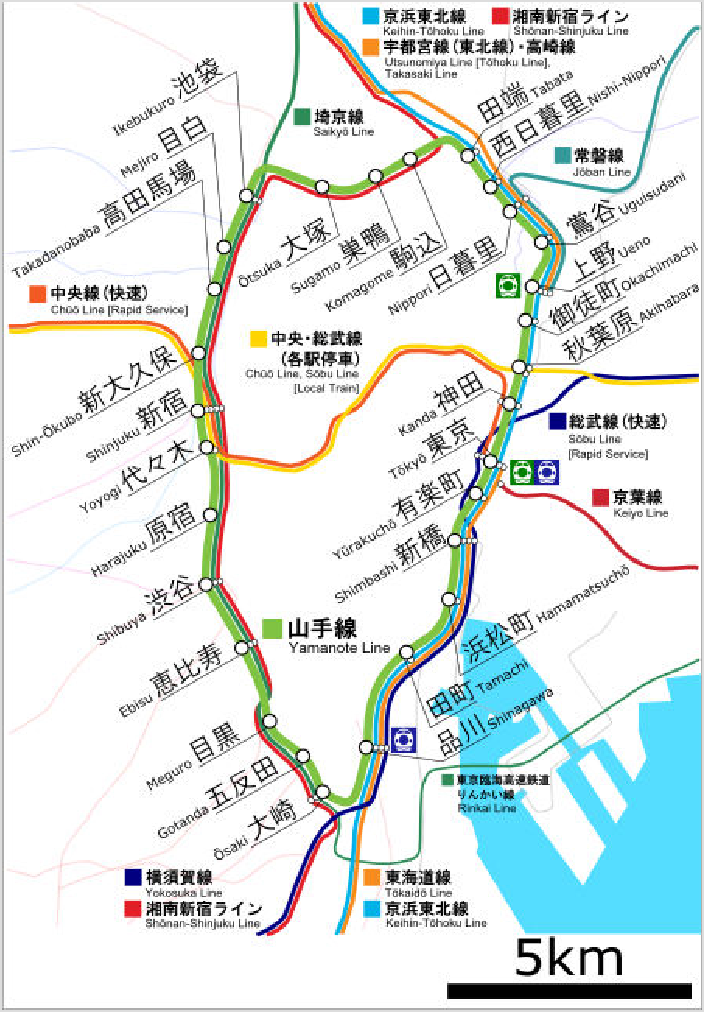 京浜東北線
Keihin-Tōhoku Line
湘南新宿ライン
Shōnan-Shinjuku Line
宇都宮線(東北線)・高崎線
Utsunomiya Line [Tōhoku Line],
Takasaki Line
埼京線
Saikyō Line
池袋
Ikebukuro
目白
Mejiro
高田馬場
Takadanobaba
田端 Tabata
西日暮里 Nishi-Nippori
常磐線
Jōban Line
鶯谷 Uguisudani
上野 Ueno
御徒町 Okachimachi
秋葉原 Akihabara
Ōtsuka 大塚
Sugamo 巣鴨
Komagome 駒込
Nippori 日暮里
中央線(快速)
Chūō Line [Rapid Service]
中央・総武線
(各駅停車)
Chūō Line, Sōbu Line
[Local Train]
Shin-Ōkubo 新大久保
Shinjuku 新宿
Yoyogi 代々木
Harajuku 原宿
Shibuya 渋谷
Ebisu 恵比寿
Meguro 目黒
Gotanda 五反田
Ōsaki 大崎
Kanda 神田
Tōkyō 東京
Yūrakuchō 有楽町
Shimbashi 新橋
総武線(快速)
Sōbu Line
[Rapid Service]
京葉線
Keiyo Line
山手線
Yamanote Line
浜松町 Hamamatsuchō
田町 Tamachi
品川 Shinagawa
東京臨海高速鉄道
りんかい線
Rinkai Line
横須賀線
Yokosuka Line
湘南新宿ライン
Shōnan-Shinjuku Line
東海道線
Tōkaidō Line
京浜東北線
Keihin-Tōhoku Line
5km